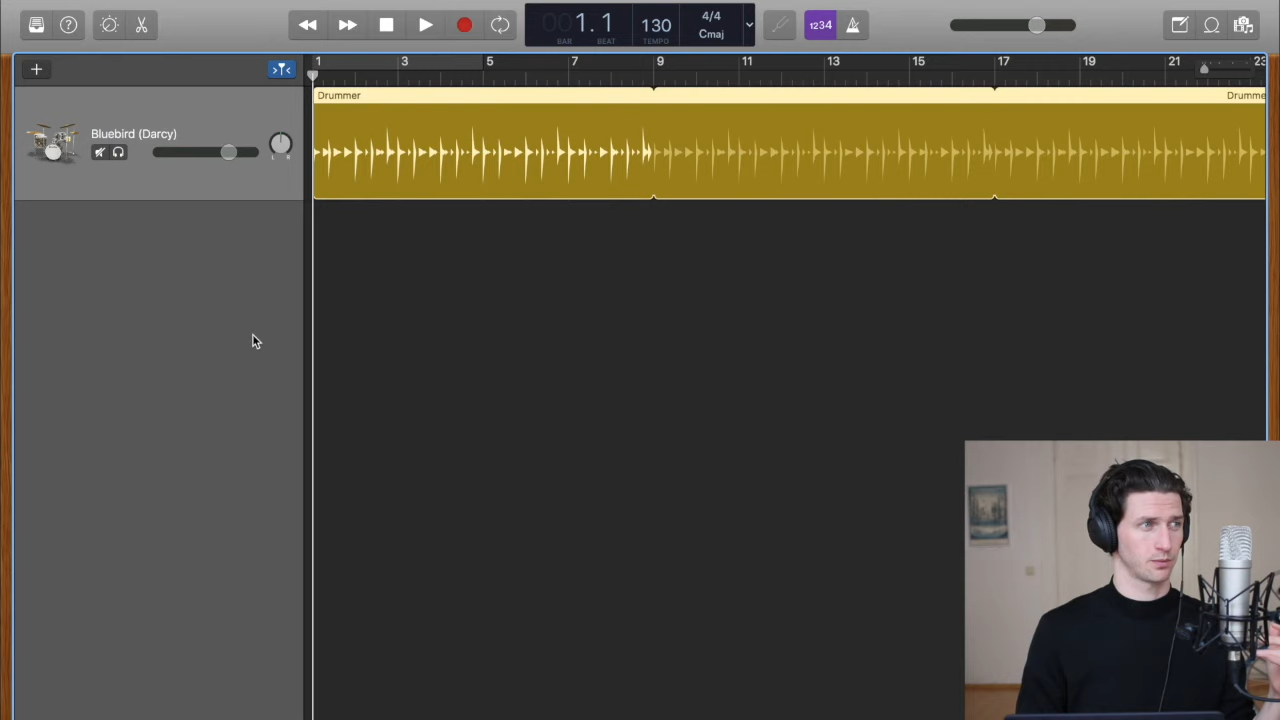 001.1
BAR
BEAT
130
TEMPO
4/4
Cmaj
1234
1
3
5
7
9
11
13
15
17
19
21
23
Drummer
Drumme
Bluebird (Darcy)
L R